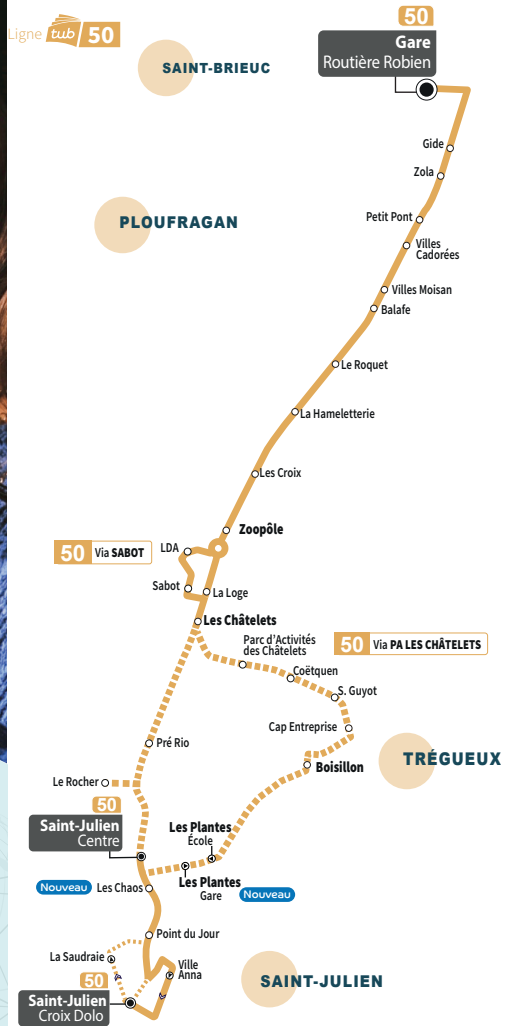 Ligne tub 50
SAINT-BRIEUC
50
Gare
Routière Robien
Gide
Zola
PLOUFRAGAN
Petit Pont
Villes
Cadorées
Villes Moisan
Balafe
Le Roquet
La Hameletterie
Les Croix
Zoopôle
50 Via SABOT
LDA
Sabot
La Loge
Les Châtelets
Parc d'Activités
des Châtelets
50 Via PA LES CHÂTELETS
Coëtquen
S. Guyot
Cap Entreprise
Pré Rio
Boisillon
TRÉGUEUX
Le Rocher
50
Saint-Julien
Centre
Les Plantes
École
Les Plantes
Gare
Nouveau
Nouveau
Les Chaos
Point du Jour
La Saudraie
Ville
Anna
SAINT-JULIEN
50
Saint-Julien
Croix Dolo